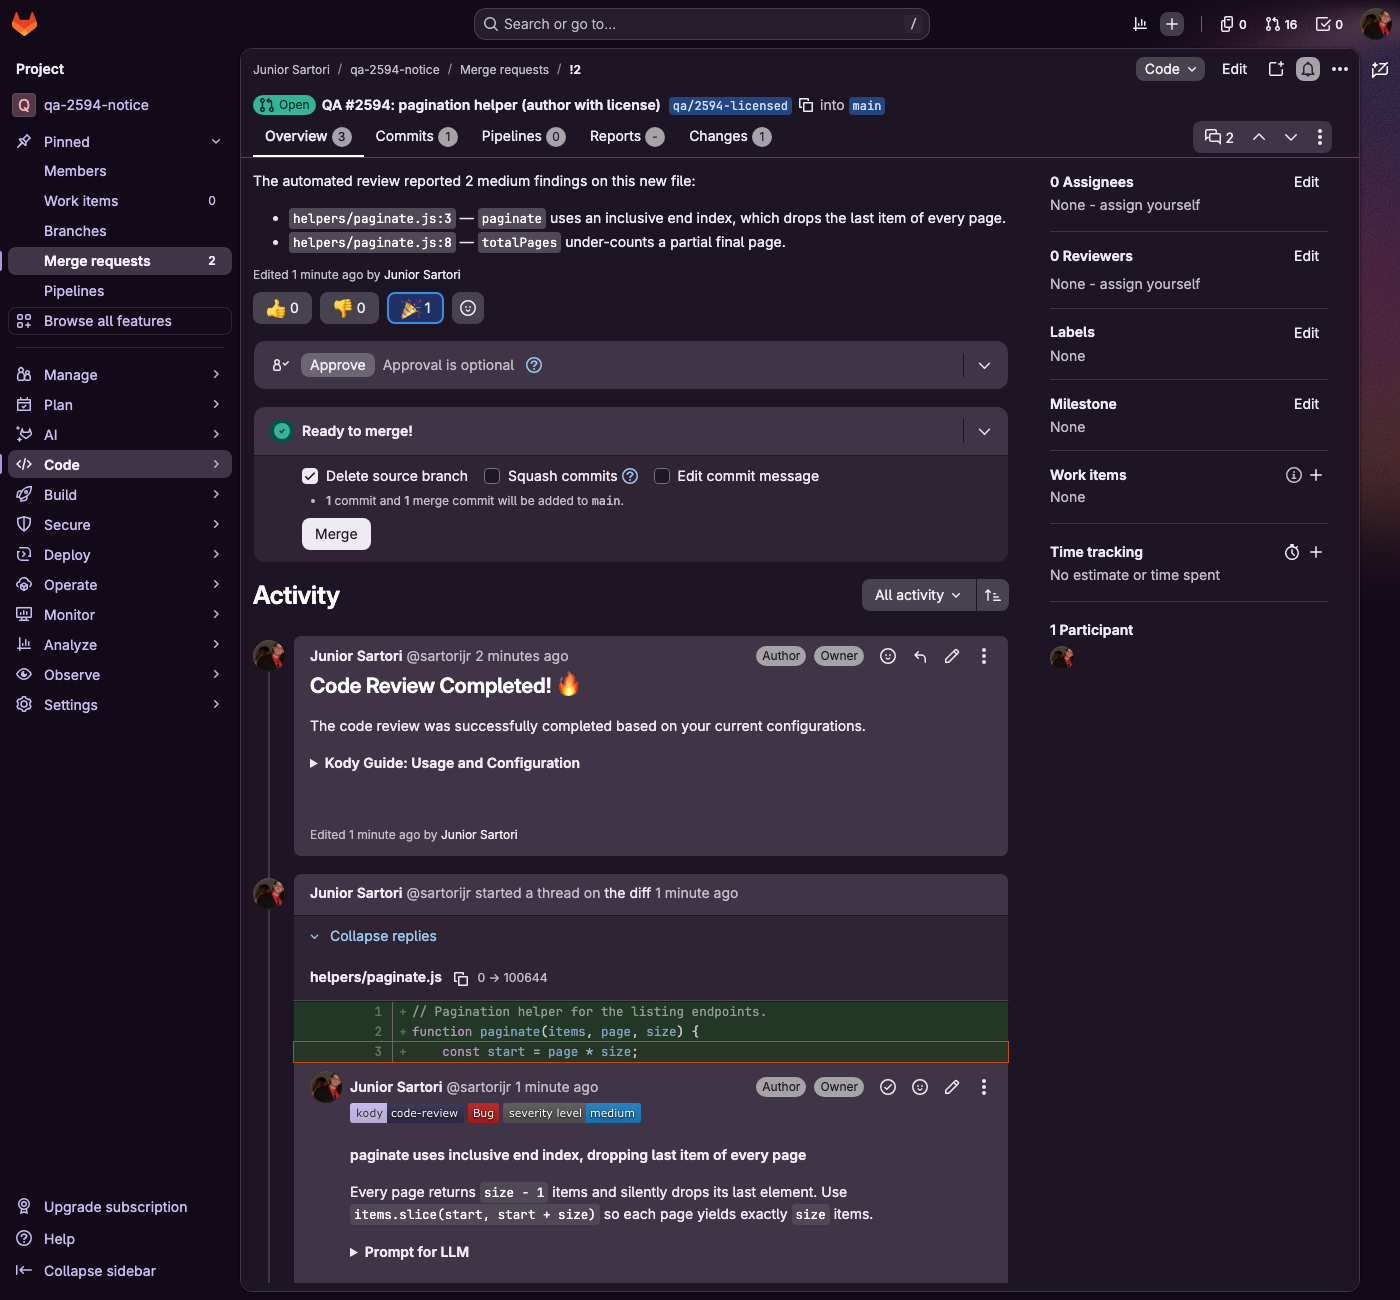 Search or go to...
/
0
16
0
Project
Q
qa-2594-notice
Pinned
Members
Work items 0
Branches
Merge requests 2
Pipelines
Browse all features
Manage
Plan
AI
Code
Build
Secure
Deploy
Operate
Monitor
Analyze
Observe
Settings
Upgrade subscription
Help
Collapse sidebar
Junior Sartori / qa-2594-notice / Merge requests / !2
Code
Edit
Open QA #2594: pagination helper (author with license) qa/2594-licensed into main
Overview 3 Commits 1 Pipelines 0 Reports - Changes 1
2
The automated review reported 2 medium findings on this new file:
• helpers/paginate.js:3 — paginate uses an inclusive end index, which drops the last item of every page.
• helpers/paginate.js:8 — totalPages under-counts a partial final page.
Edited 1 minute ago by Junior Sartori
👍 0 👎 0 🎉 1
Approve Approval is optional
Ready to merge!
Delete source branch Squash commits Edit commit message
• 1 commit and 1 merge commit will be added to main.
Merge
Activity
All activity
Junior Sartori @sartorijr 2 minutes ago Author Owner
Code Review Completed! 🔥
The code review was successfully completed based on your current configurations.
Kody Guide: Usage and Configuration
Edited 1 minute ago by Junior Sartori
Junior Sartori @sartorijr started a thread on the diff 1 minute ago
Collapse replies
helpers/paginate.js 0 → 100644
1 + // Pagination helper for the listing endpoints.
2 + function paginate(items, page, size) {
3 + const start = page * size;
Junior Sartori @sartorijr 1 minute ago Author Owner
kody code-review Bug severity level medium
paginate uses inclusive end index, dropping last item of every page
Every page returns size - 1 items and silently drops its last element. Use
items.slice(start, start + size) so each page yields exactly size items.
Prompt for LLM
0 Assignees Edit
None - assign yourself
0 Reviewers Edit
None - assign yourself
Labels Edit
None
Milestone Edit
None
Work items
None
Time tracking
No estimate or time spent
1 Participant